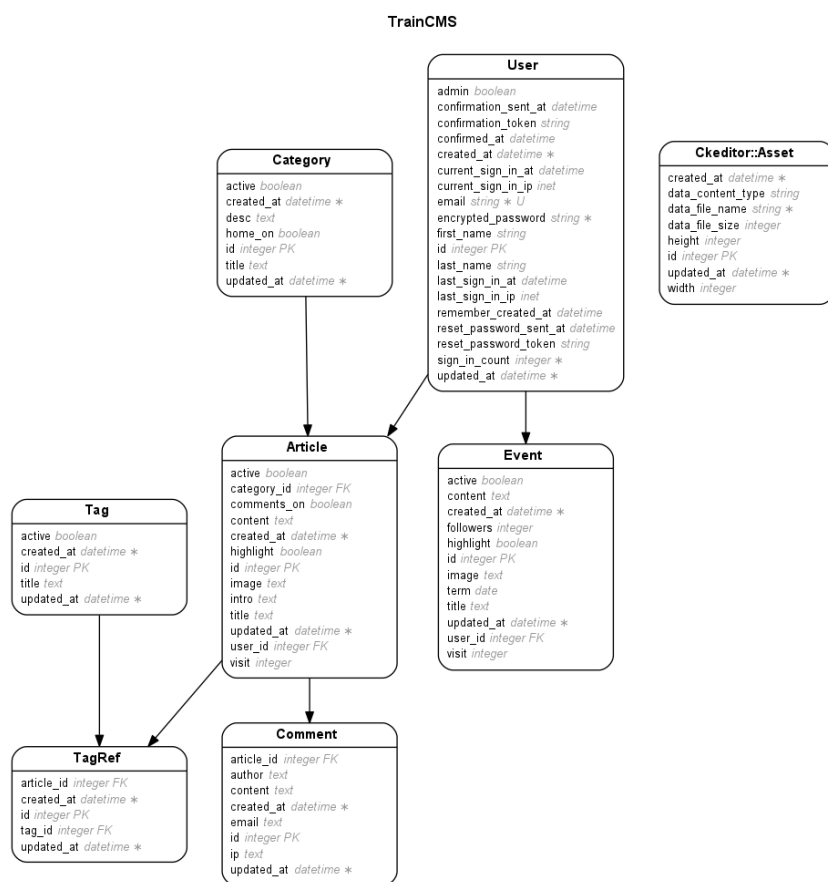 TrainCMS
User
admin boolean
confirmation_sent_at datetime
confirmation_token string
confirmed_at datetime
created_at datetime ∗
current_sign_in_at datetime
current_sign_in_ip inet
email string ∗ U
encrypted_password string ∗
first_name string
id integer PK
last_name string
last_sign_in_at datetime
last_sign_in_ip inet
remember_created_at datetime
reset_password_sent_at datetime
reset_password_token string
sign_in_count integer ∗
updated_at datetime ∗
Category
active boolean
created_at datetime ∗
desc text
home_on boolean
id integer PK
title text
updated_at datetime ∗
Ckeditor::Asset
created_at datetime ∗
data_content_type string
data_file_name string ∗
data_file_size integer
height integer
id integer PK
updated_at datetime ∗
width integer
Article
active boolean
category_id integer FK
comments_on boolean
content text
created_at datetime ∗
highlight boolean
id integer PK
image text
intro text
title text
updated_at datetime ∗
user_id integer FK
visit integer
Event
active boolean
content text
created_at datetime ∗
followers integer
highlight boolean
id integer PK
image text
term date
title text
updated_at datetime ∗
user_id integer FK
visit integer
Tag
active boolean
created_at datetime ∗
id integer PK
title text
updated_at datetime ∗
TagRef
article_id integer FK
created_at datetime ∗
id integer PK
tag_id integer FK
updated_at datetime ∗
Comment
article_id integer FK
author text
content text
created_at datetime ∗
email text
id integer PK
ip text
updated_at datetime ∗